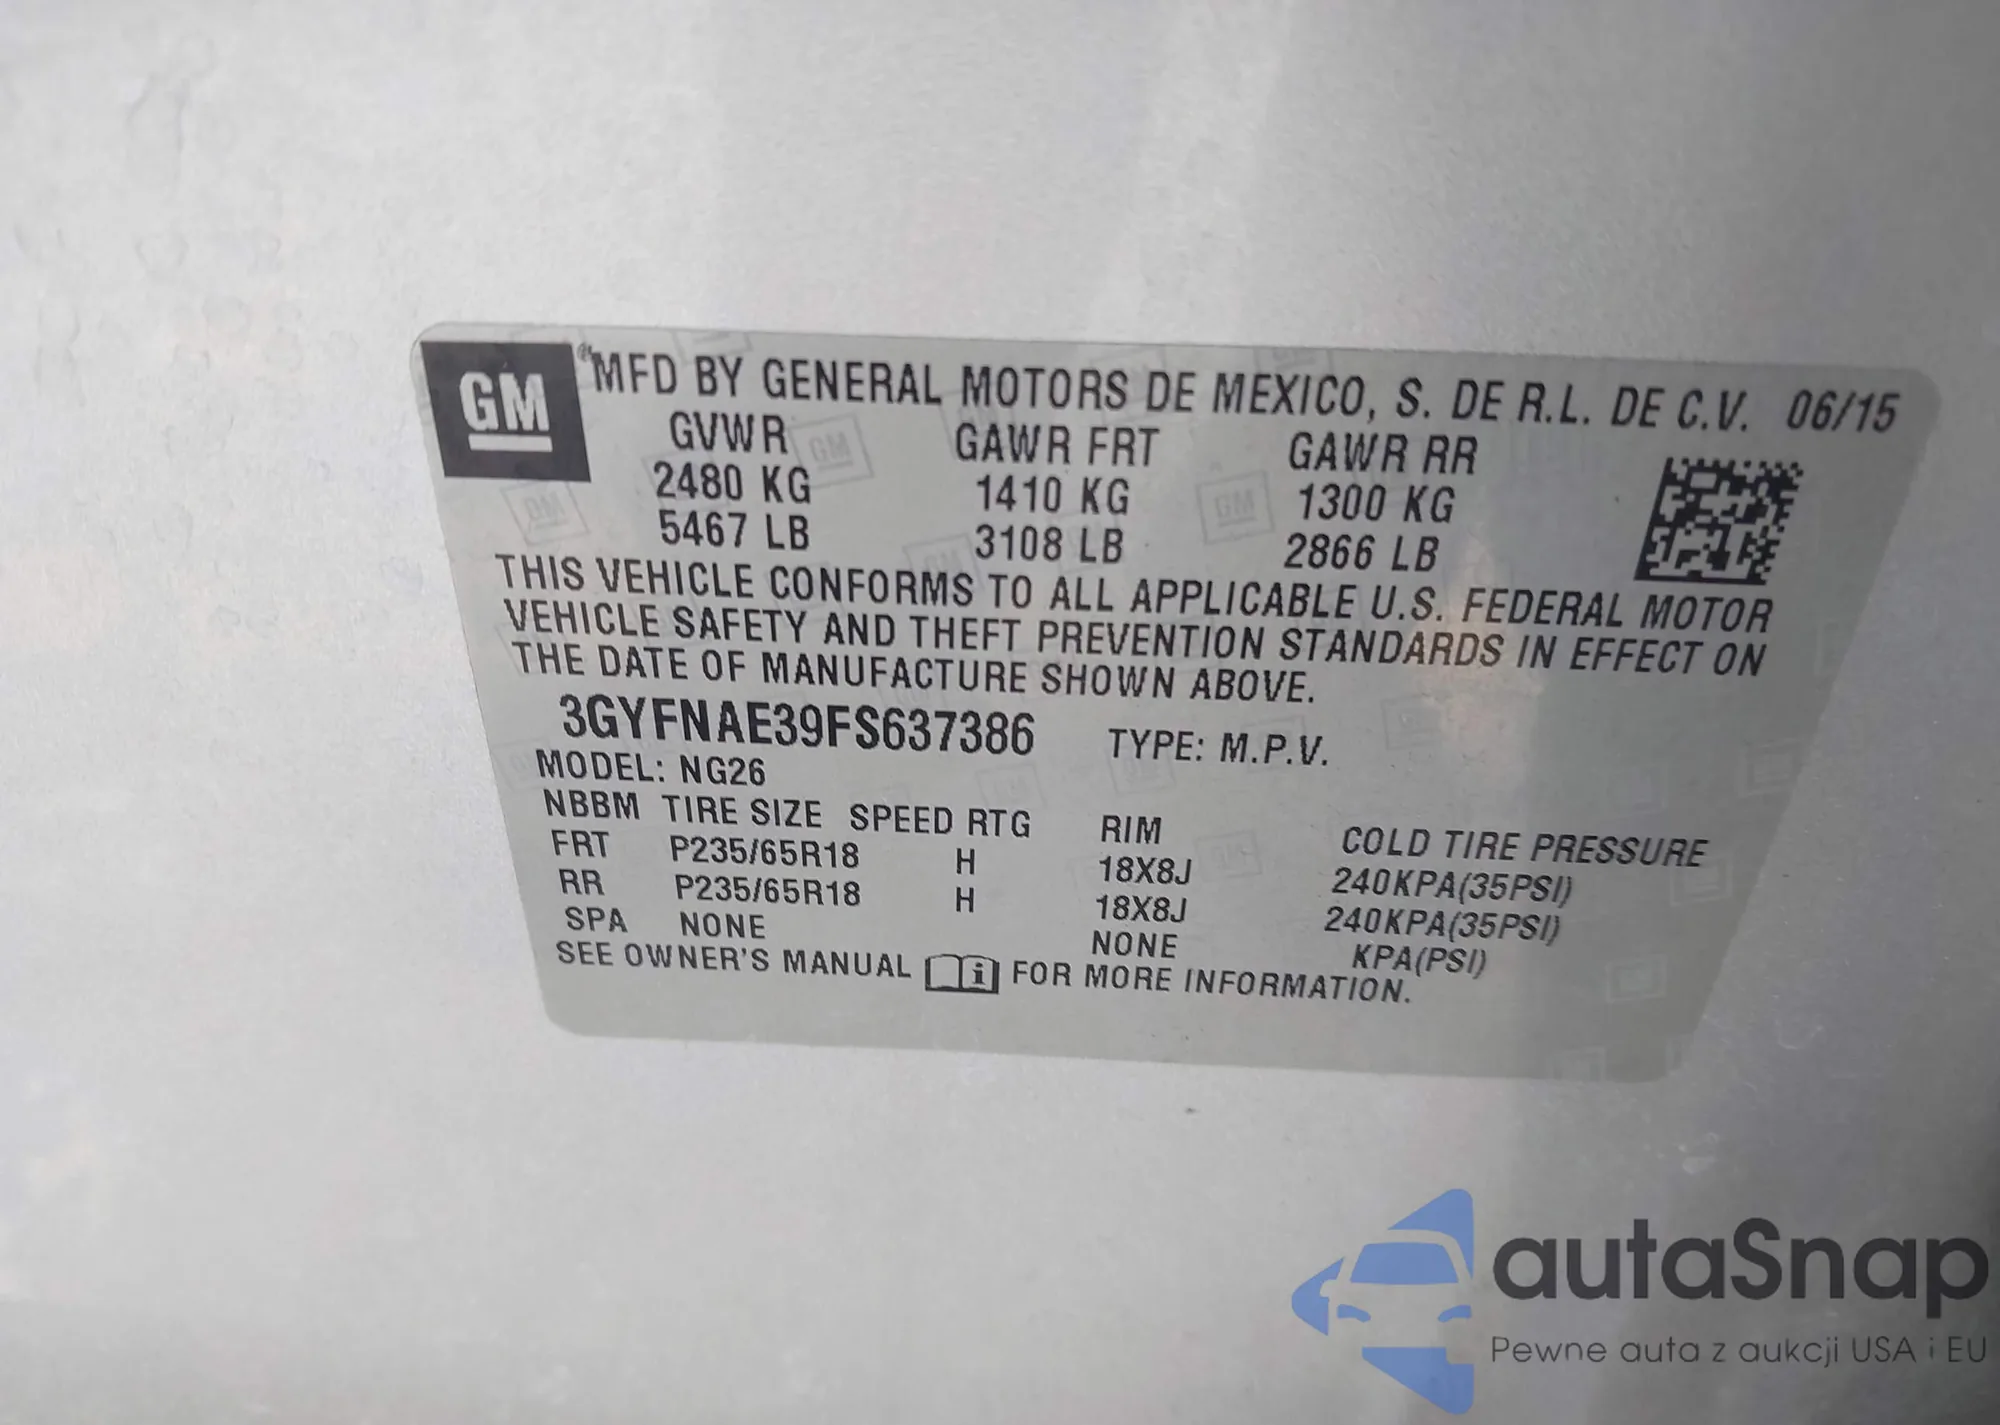 GM
MFD BY GENERAL MOTORS DE MEXICO, S. DE R.L. DE C.V. 06/15
GVWR GAWR FRT GAWR RR
2480 KG 1410 KG 1300 KG
5467 LB 3108 LB 2866 LB
THIS VEHICLE CONFORMS TO ALL APPLICABLE U.S. FEDERAL MOTOR
VEHICLE SAFETY AND THEFT PREVENTION STANDARDS IN EFFECT ON
THE DATE OF MANUFACTURE SHOWN ABOVE.
3GYFNAE39FS637386 TYPE: M.P.V.
MODEL: NG26
NBBM TIRE SIZE SPEED RTG RIM COLD TIRE PRESSURE
FRT P235/65R18 H 18X8J 240KPA(35PSI)
RR P235/65R18 H 18X8J 240KPA(35PSI)
SPA NONE NONE KPA(PSI)
SEE OWNER'S MANUAL i FOR MORE INFORMATION.
autaSnap
Pewne auta z aukcji USA i EU